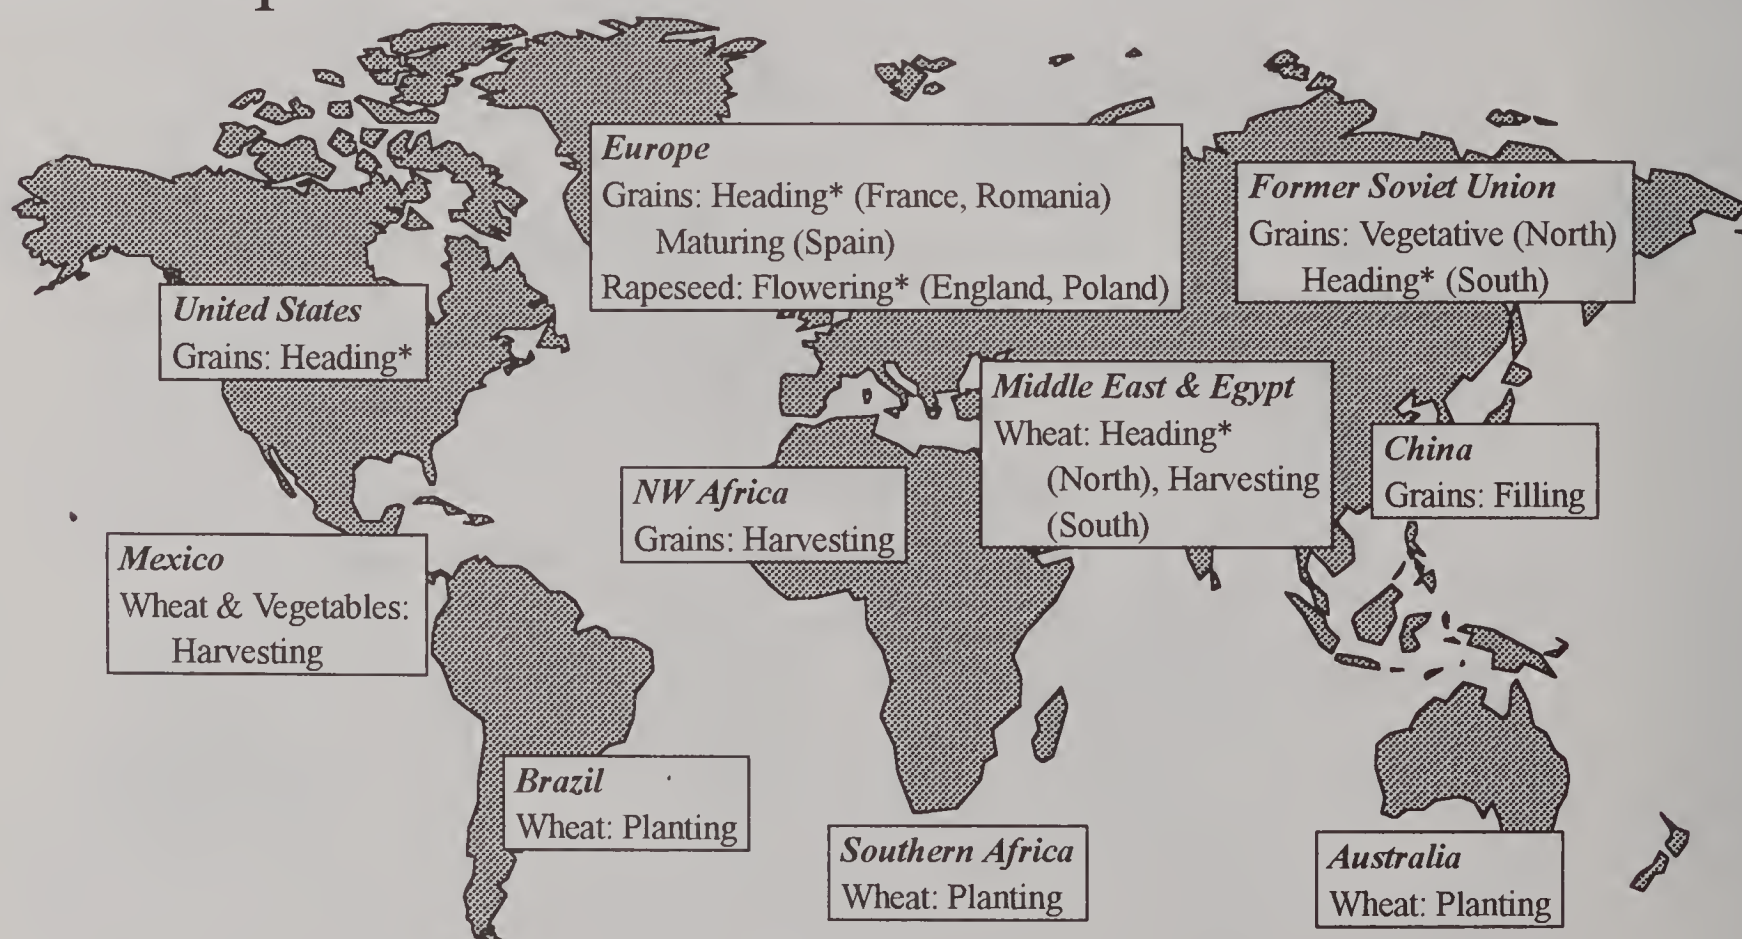 Europe
Grains: Heading* (France, Romania)
Maturing (Spain)
Rapeseed: Flowering* (England, Poland)
Former Soviet Union
Grains: Vegetative (North)
Heading* (South)
United States
Grains: Heading*
Middle East & Egypt
Wheat: Heading*
(North), Harvesting
(South)
China
Grains: Filling
NW Africa
Grains: Harvesting
Mexico
Wheat & Vegetables:
Harvesting
Brazil
Wheat: Planting
Southern Africa
Wheat: Planting
Australia
Wheat: Planting